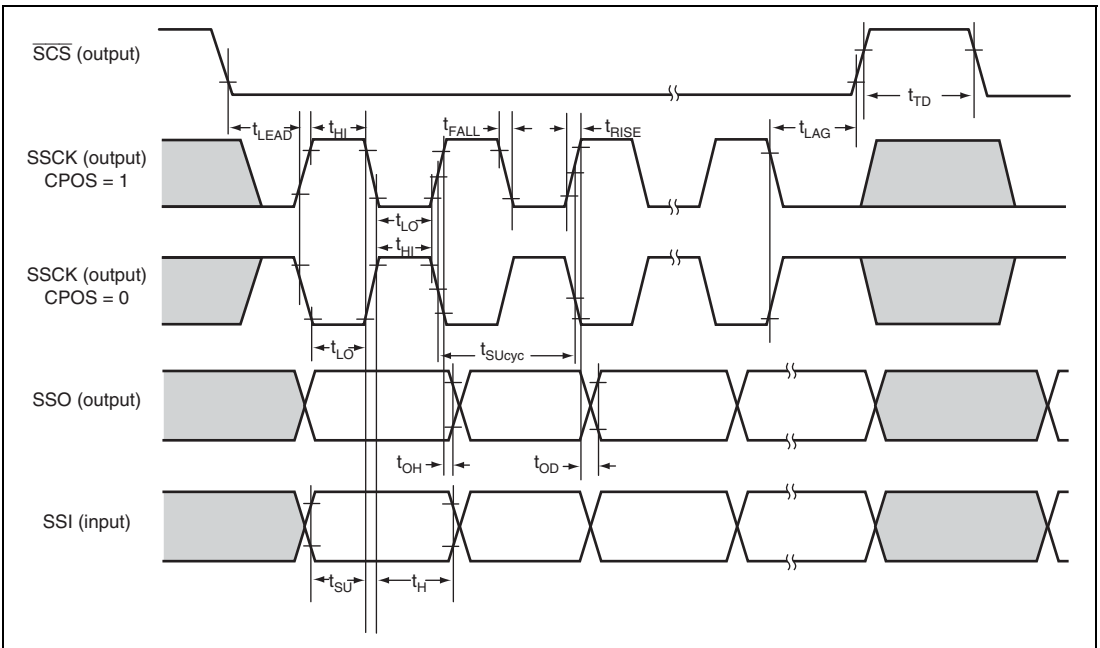 SCS (output)
tTD
tLEAD
tHI
tFALL
tRISE
tLAG
SSCK (output)
CPOS = 1
tLO
tHI
SSCK (output)
CPOS = 0
tLO
tSUcyc
SSO (output)
tOH
tOD
SSI (input)
tSU
tH